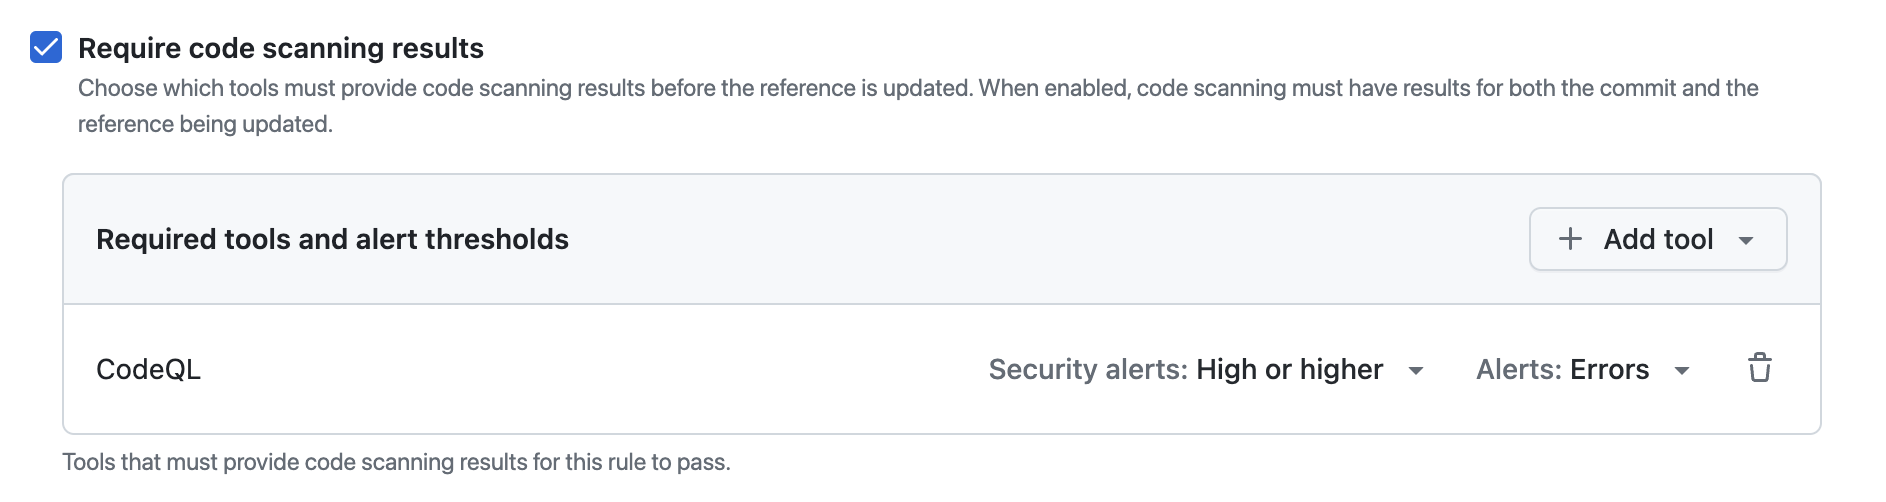 Require code scanning results
Choose which tools must provide code scanning results before the reference is updated. When enabled, code scanning must have results for both the commit and the
reference being updated.
Required tools and alert thresholds
Add tool
CodeQL
Security alerts: High or higher
Alerts: Errors
Tools that must provide code scanning results for this rule to pass.